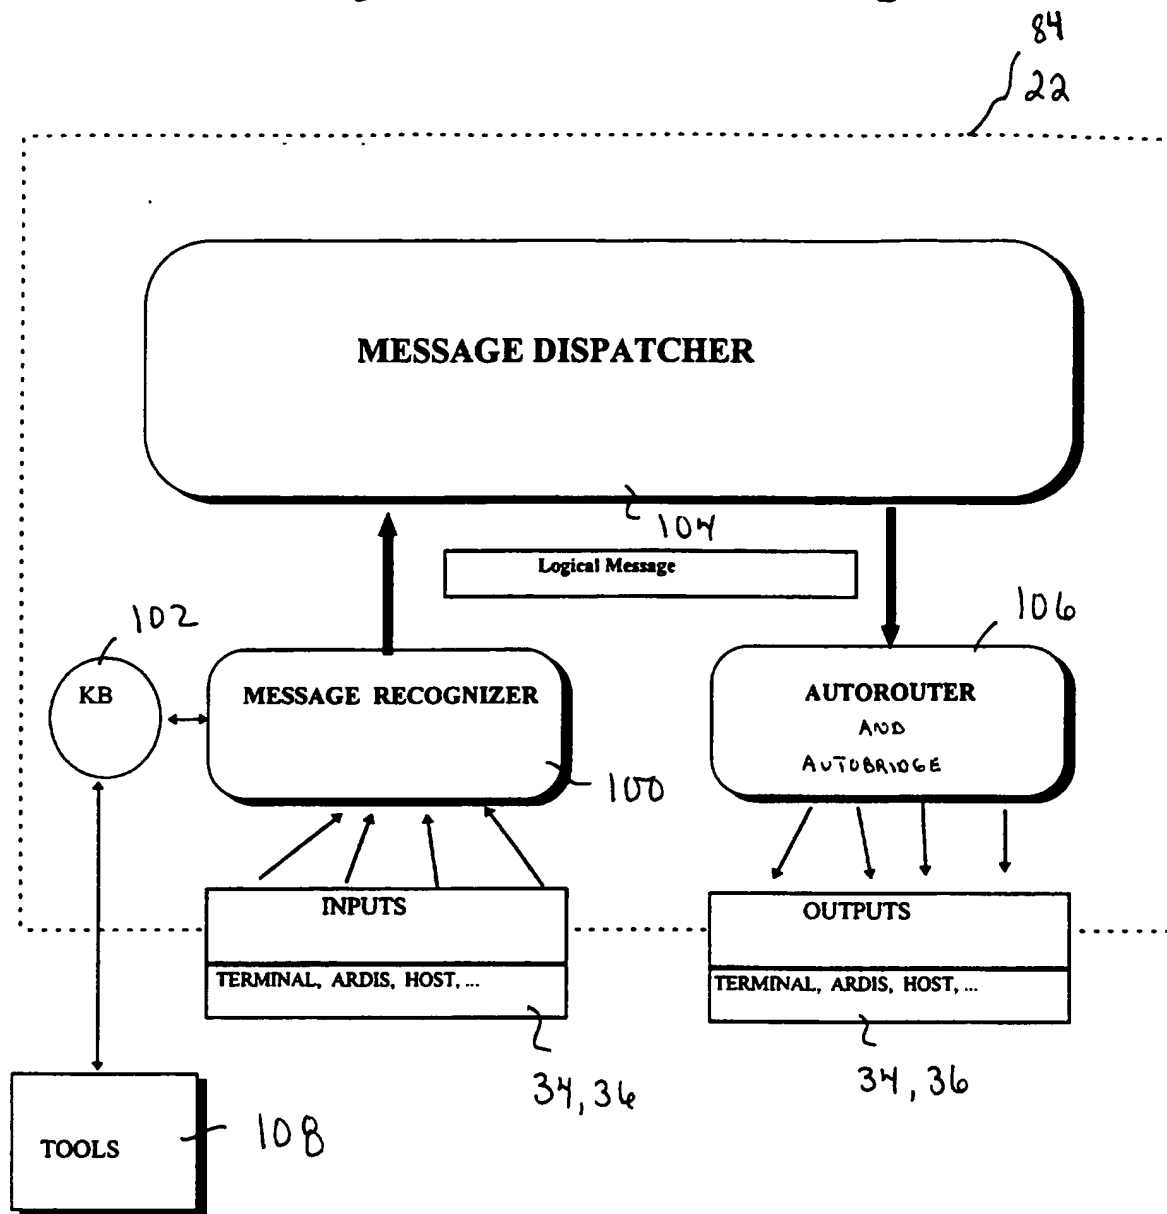 84
22
MESSAGE DISPATCHER
104
Logical Message
102
106
KB
MESSAGE RECOGNIZER
AUTOROUTER
AND
AUTOBRIDGE
100
INPUTS
OUTPUTS
TERMINAL, ARDIS, HOST, ...
TERMINAL, ARDIS, HOST, ...
34, 36
34, 36
TOOLS
108